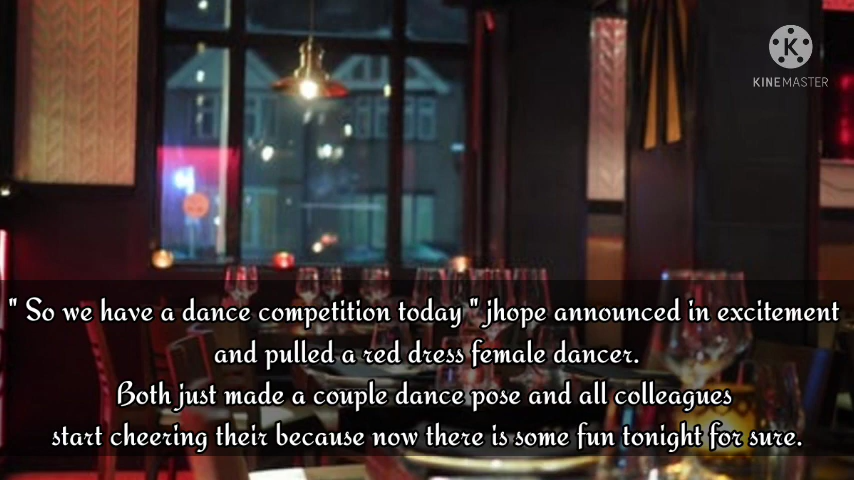 KINEMASTER
" So we have a dance competition today " jhope announced in excitement
and pulled a red dress female dancer.
Both just made a couple dance pose and all colleagues
start cheering their because now there is some fun tonight for sure.